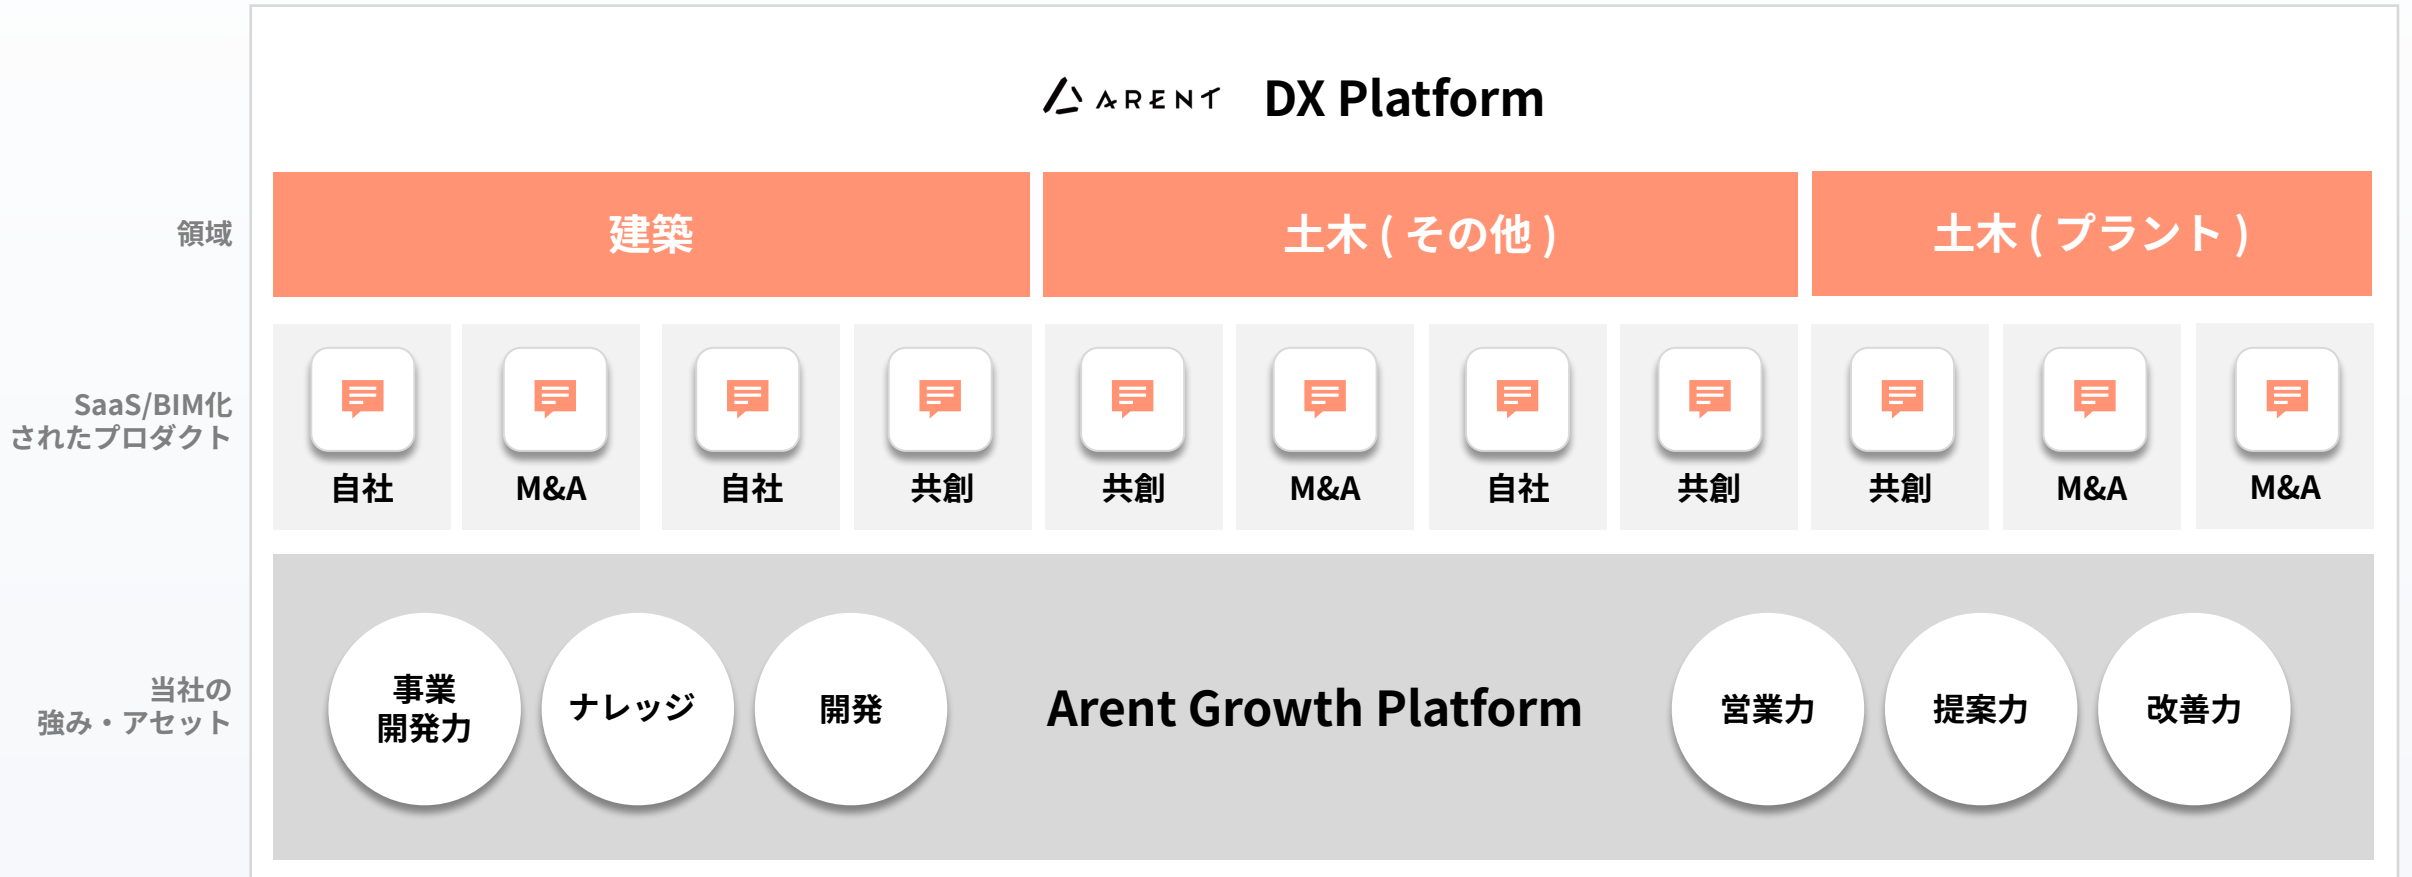 ARENT DX Platform
領域
建築
土木 ( その他 )
土木 ( プラント )
SaaS/BIM化
されたプロダクト
自社
M&A
自社
共創
共創
M&A
自社
共創
共創
M&A
M&A
当社の
強み・アセット
事業
開発力
ナレッジ
開発
Arent Growth Platform
営業力
提案力
改善力